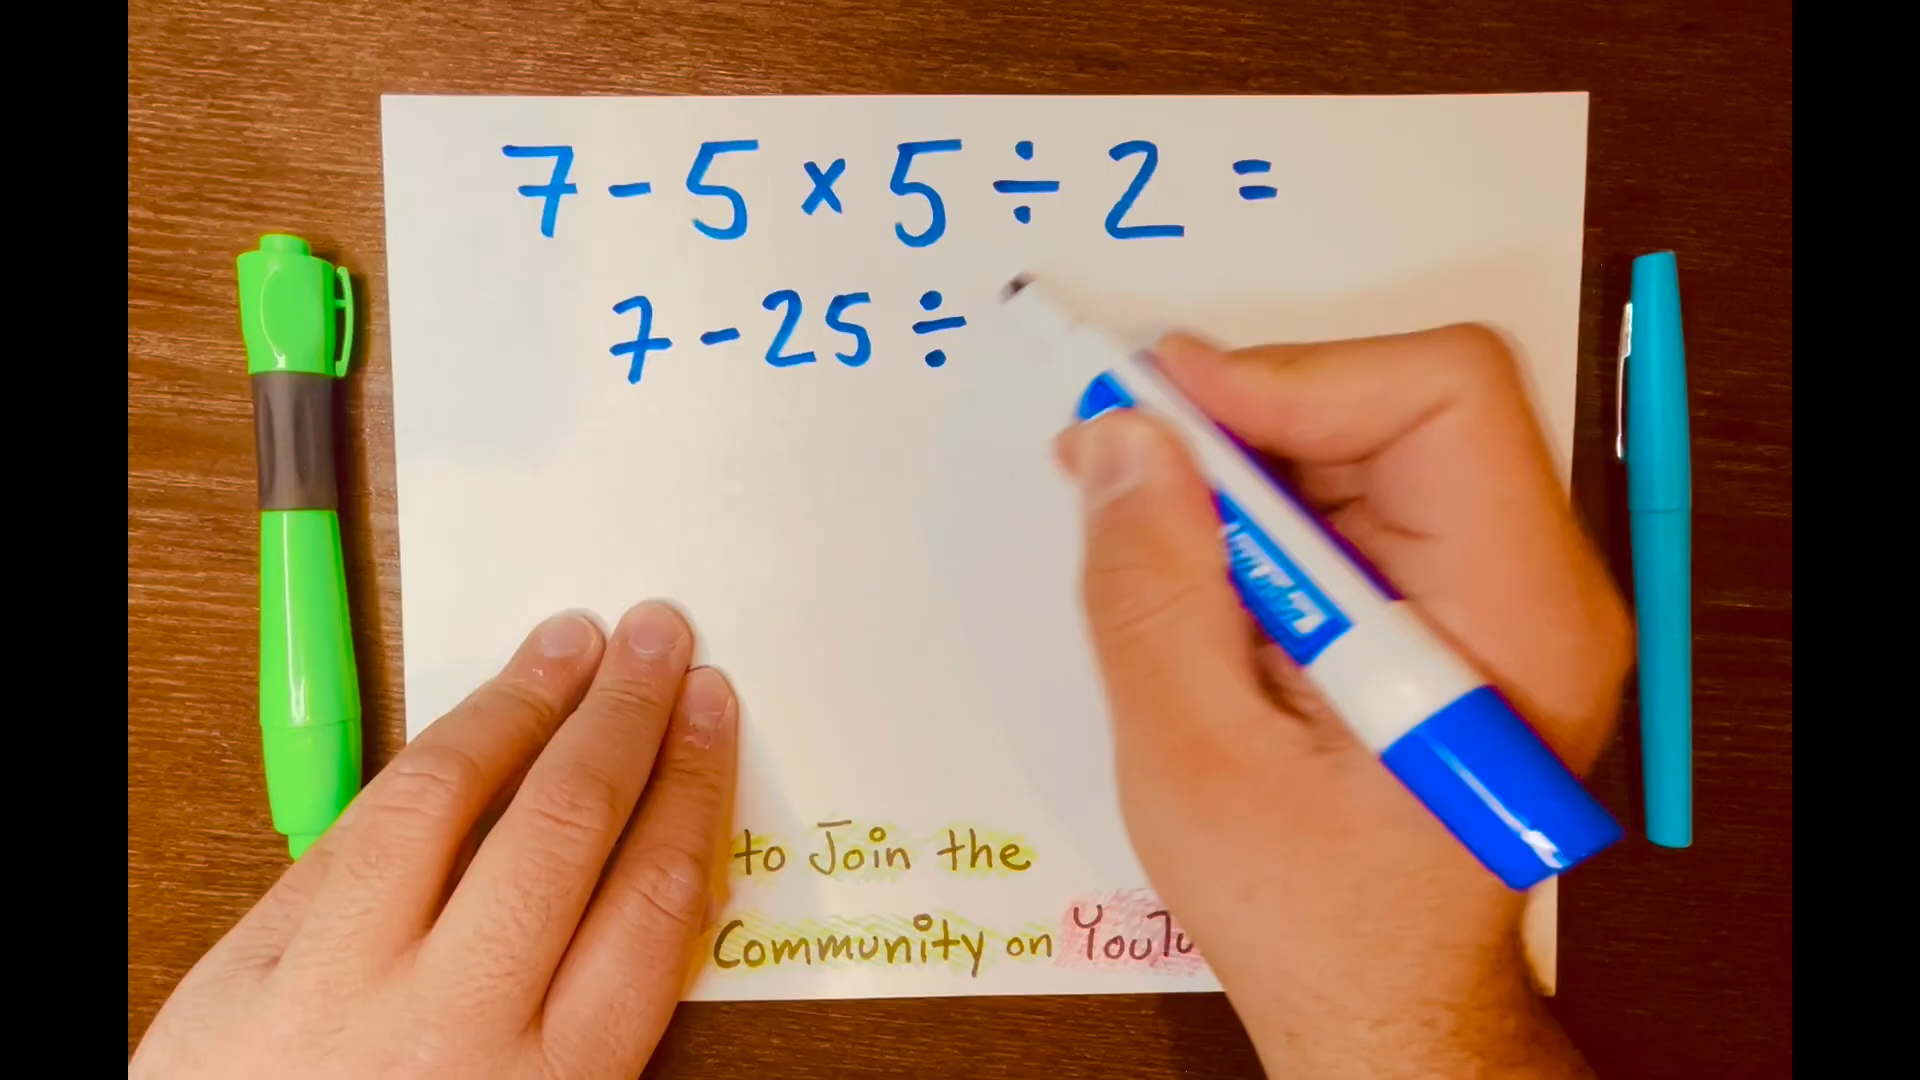 7 - 5 × 5 ÷ 2 =
7 - 25 ÷
to Join the
Community on